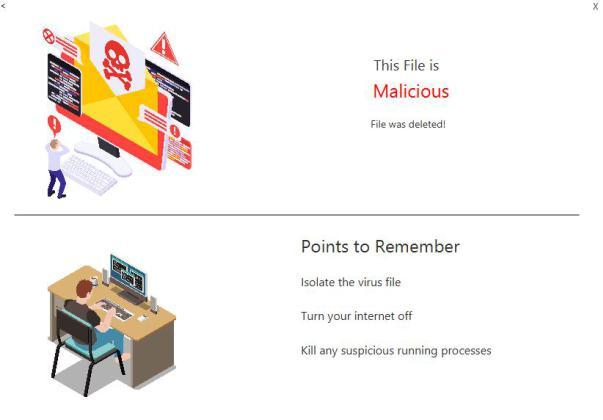 <
X
This File is
Malicious
File was deleted!
Points to Remember
Isolate the virus file
Turn your internet off
Kill any suspicious running processes